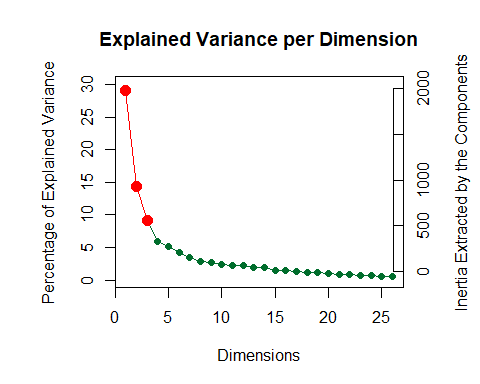 Explained Variance per Dimension
Percentage of Explained Variance
30
25
20
15
10
5
0
2000
1000
500
0
Inertia Extracted by the Components
0 5 10 15 20 25
Dimensions